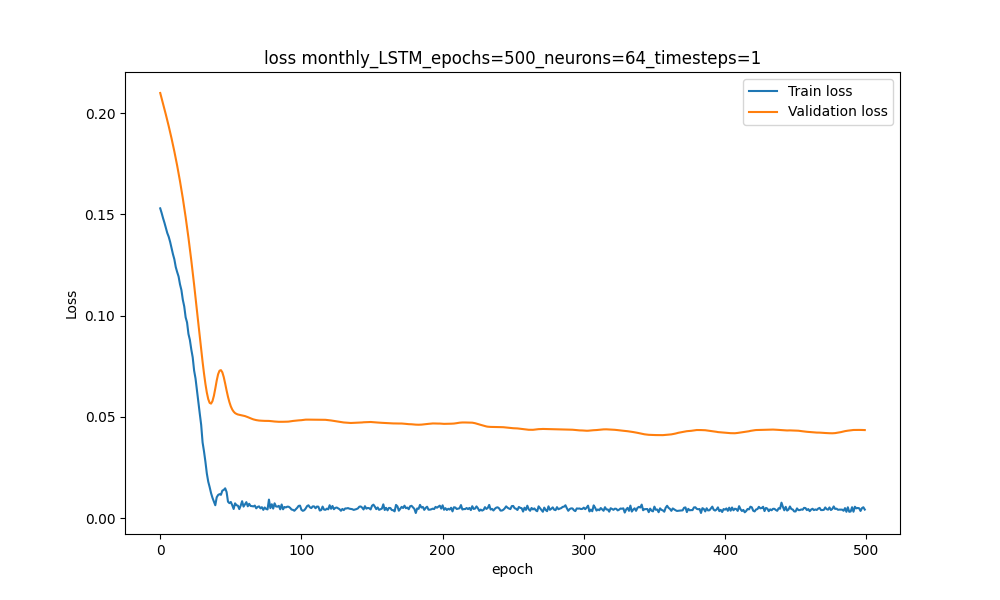 loss monthly_LSTM_epochs=500_neurons=64_timesteps=1
Train loss
Validation loss
0.20
0.15
0.10
0.05
0.00
Loss
0
100
200
300
400
500
epoch